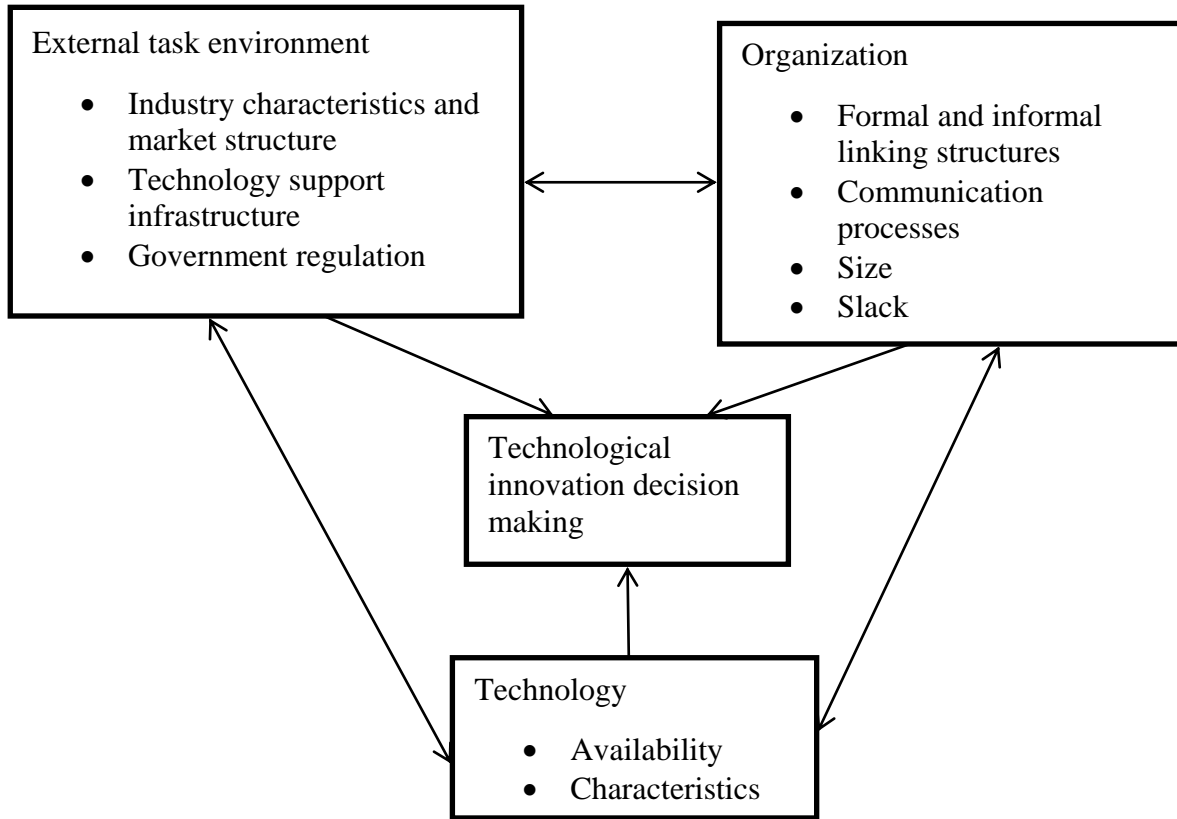 External task environment
• Industry characteristics and
market structure
• Technology support
infrastructure
• Government regulation
Organization
• Formal and informal
linking structures
• Communication
processes
• Size
• Slack
Technological
innovation decision
making
Technology
• Availability
• Characteristics